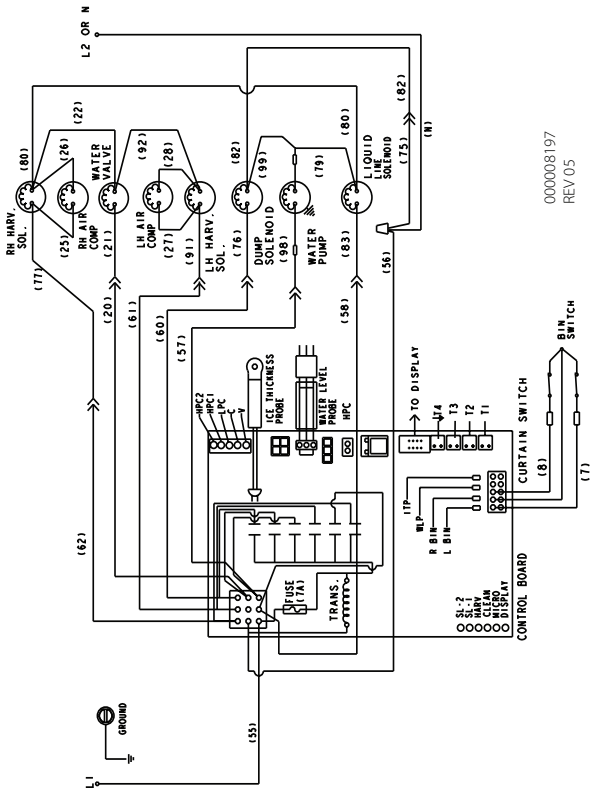 L2 OR N
(80)
(26)
(22)
RH HARV.
SOL.
(25)
RH AIR
COMP
WATER
VALVE
(77)
(21)
(92)
LH AIR
COMP
(28)
(27)
(20)
(91)
LH HARV.
SOL.
(61)
(82)
(99)
(76)
DUMP
SOLENOID
(60)
(98)
(79)
WATER
PUMP
(57)
(80)
LIQUID
LINE
SOLENOID
(83)
(58)
(82)
(75)
(N)
(56)
(62)
HPC2
HPC1
LPC
C
V
ICE THICKNESS
PROBE
WATER LEVEL
PROBE
HPC
TO DISPLAY
T4
T3
T2
T1
BIN
SWITCH
CURTAIN SWITCH
(8)
(7)
ITP
WLP
R BIN
L BIN
FUSE
(7A)
TRANS.
SL-2
SL-1
HARV
CLEAN
MICRO
DISPLAY
CONTROL BOARD
GROUND
(55)
L1
000008197
REV 05